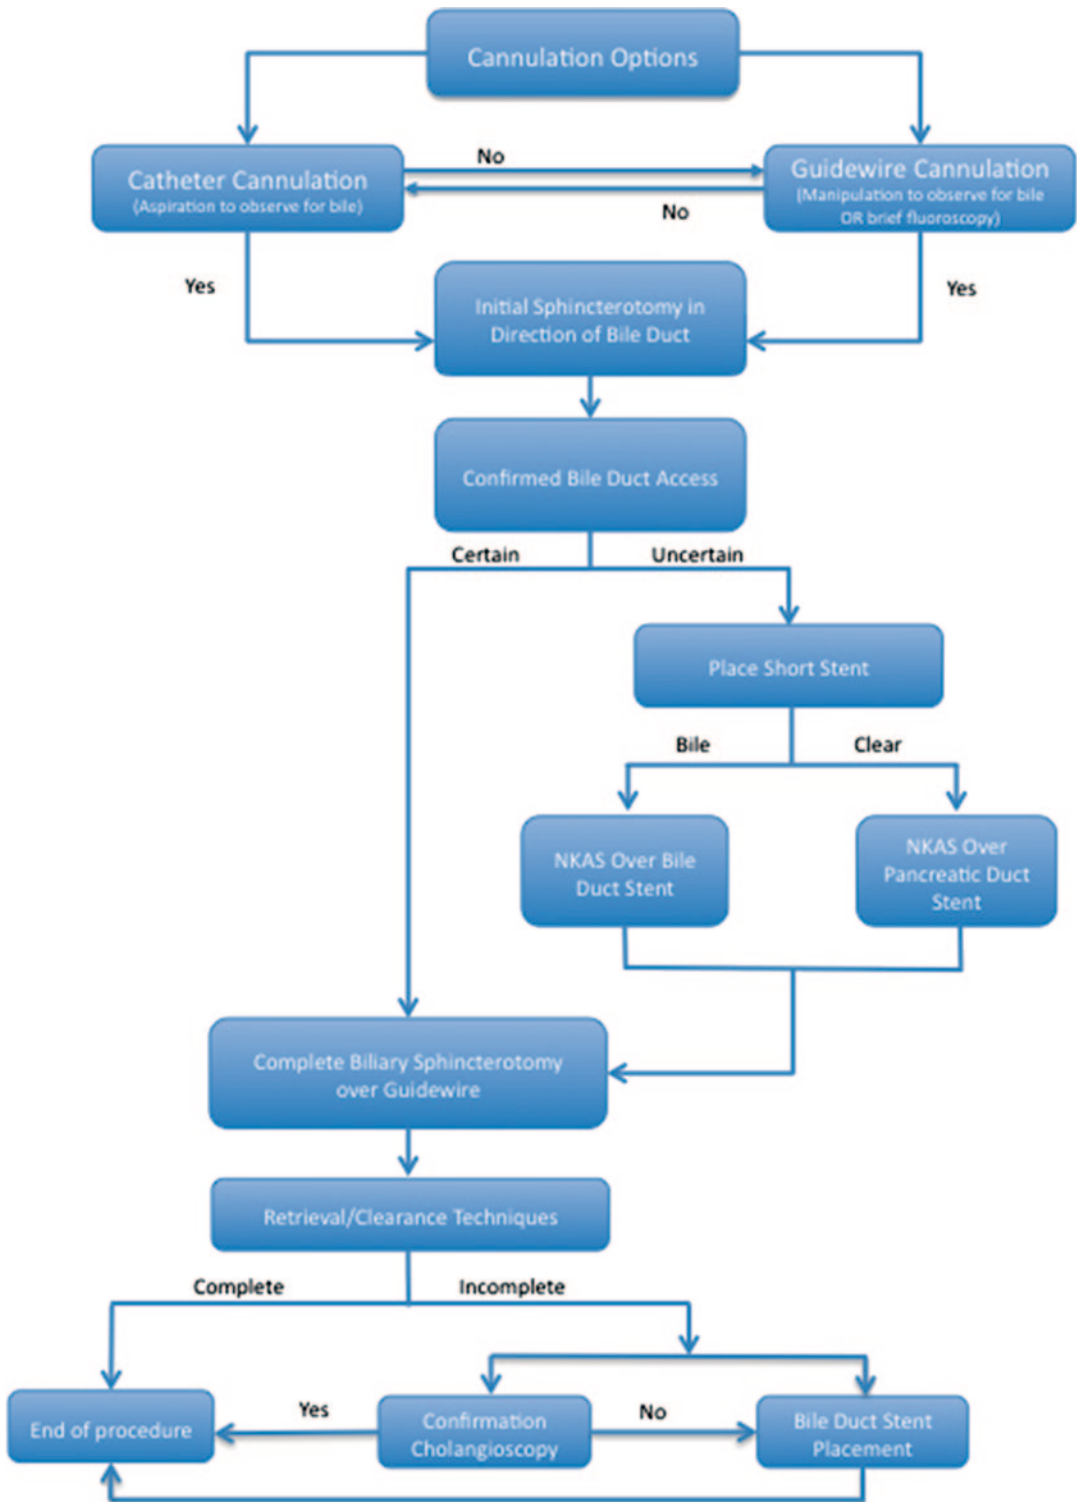 Cannulation Options
Catheter Cannulation
(Aspiration to observe for bile)
No
No
Guidewire Cannulation
(Manipulation to observe for bile
OR brief fluoroscopy)
Yes
Initial Sphincterotomy in
Direction of Bile Duct
Yes
Confirmed Bile Duct Access
Certain
Uncertain
Place Short Stent
Bile
Clear
NKAS Over Bile
Duct Stent
NKAS Over
Pancreatic Duct
Stent
Complete Biliary Sphincterotomy
over Guidewire
Retrieval/Clearance Techniques
Complete
Incomplete
End of procedure
Yes
Confirmation
Cholangioscopy
No
Bile Duct Stent
Placement